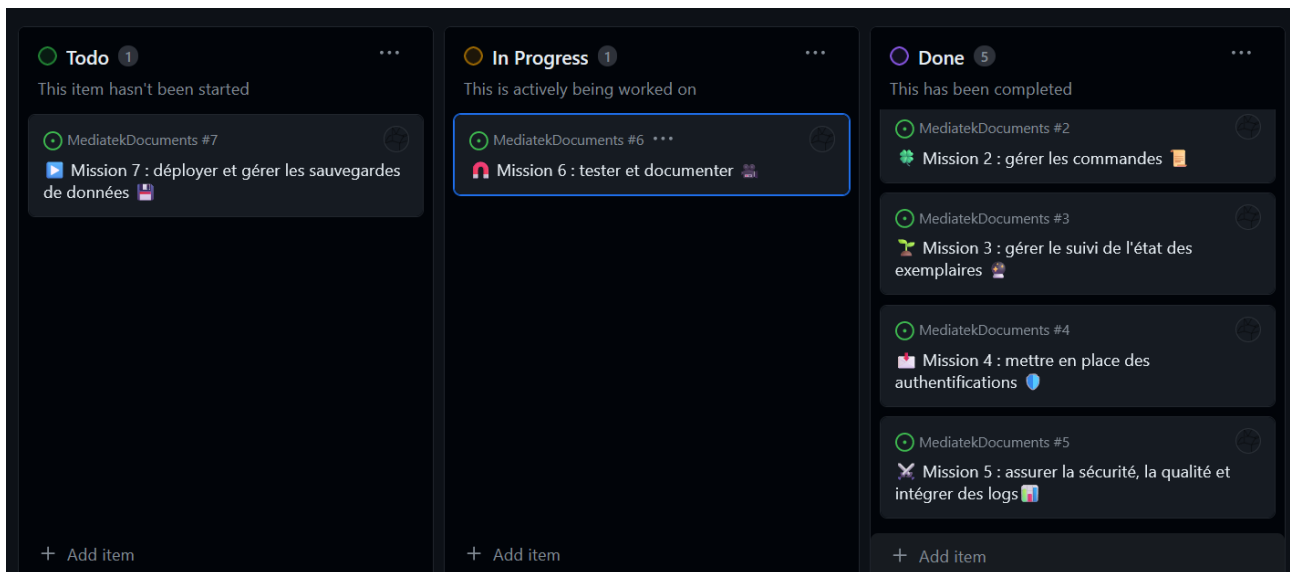 Todo 1 ...
This item hasn't been started
MediatekDocuments #7
Mission 7 : déployer et gérer les sauvegardes
de données
+ Add item
In Progress 1 ...
This is actively being worked on
MediatekDocuments #6 ...
Mission 6 : tester et documenter
+ Add item
Done 5 ...
This has been completed
MediatekDocuments #2
Mission 2 : gérer les commandes
MediatekDocuments #3
Mission 3 : gérer le suivi de l'état des
exemplaires
MediatekDocuments #4
Mission 4 : mettre en place des
authentifications
MediatekDocuments #5
Mission 5 : assurer la sécurité, la qualité et
intégrer des logs
+ Add item